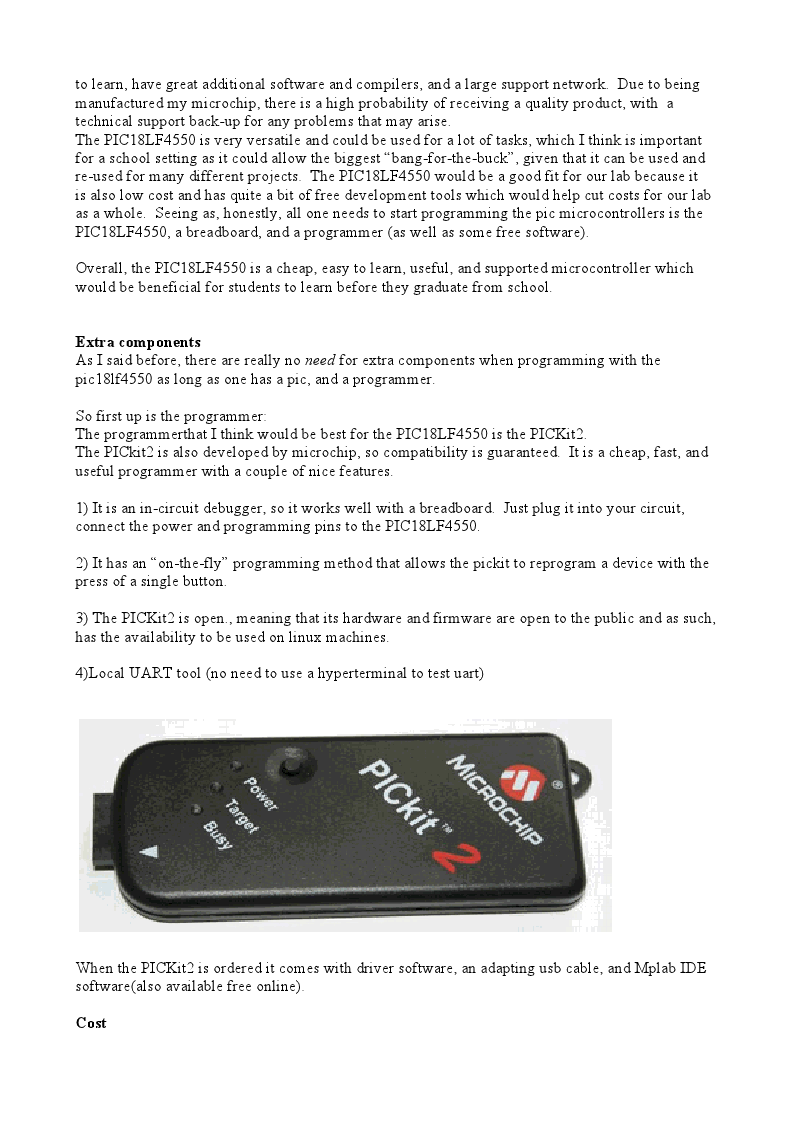 to learn, have great additional software and compilers, and a large support network.  Due to being
manufactured my microchip, there is a high probability of receiving a quality product, with  a
technical support back-up for any problems that may arise.
The PIC18LF4550 is very versatile and could be used for a lot of tasks, which I think is important
for a school setting as it could allow the biggest “bang-for-the-buck”, given that it can be used and
re-used for many different projects.  The PIC18LF4550 would be a good fit for our lab because it
is also low cost and has quite a bit of free development tools which would help cut costs for our lab
as a whole.  Seeing as, honestly, all one needs to start programming the pic microcontrollers is the
PIC18LF4550, a breadboard, and a programmer (as well as some free software).
Overall, the PIC18LF4550 is a cheap, easy to learn, useful, and supported microcontroller which
would be beneficial for students to learn before they graduate from school.
Extra components
As I said before, there are really no need for extra components when programming with the
pic18lf4550 as long as one has a pic, and a programmer.
So first up is the programmer:
The programmerthat I think would be best for the PIC18LF4550 is the PICKit2.
The PICkit2 is also developed by microchip, so compatibility is guaranteed.  It is a cheap, fast, and
useful programmer with a couple of nice features.
1) It is an in-circuit debugger, so it works well with a breadboard.  Just plug it into your circuit,
connect the power and programming pins to the PIC18LF4550.
2) It has an “on-the-fly” programming method that allows the pickit to reprogram a device with the
press of a single button.
3) The PICKit2 is open., meaning that its hardware and firmware are open to the public and as such,
has the availability to be used on linux machines.
4)Local UART tool (no need to use a hyperterminal to test uart)
Power
Target
Busy
PICkit™ 2
MICROCHIP ®
When the PICKit2 is ordered it comes with driver software, an adapting usb cable, and Mplab IDE
software(also available free online).
Cost